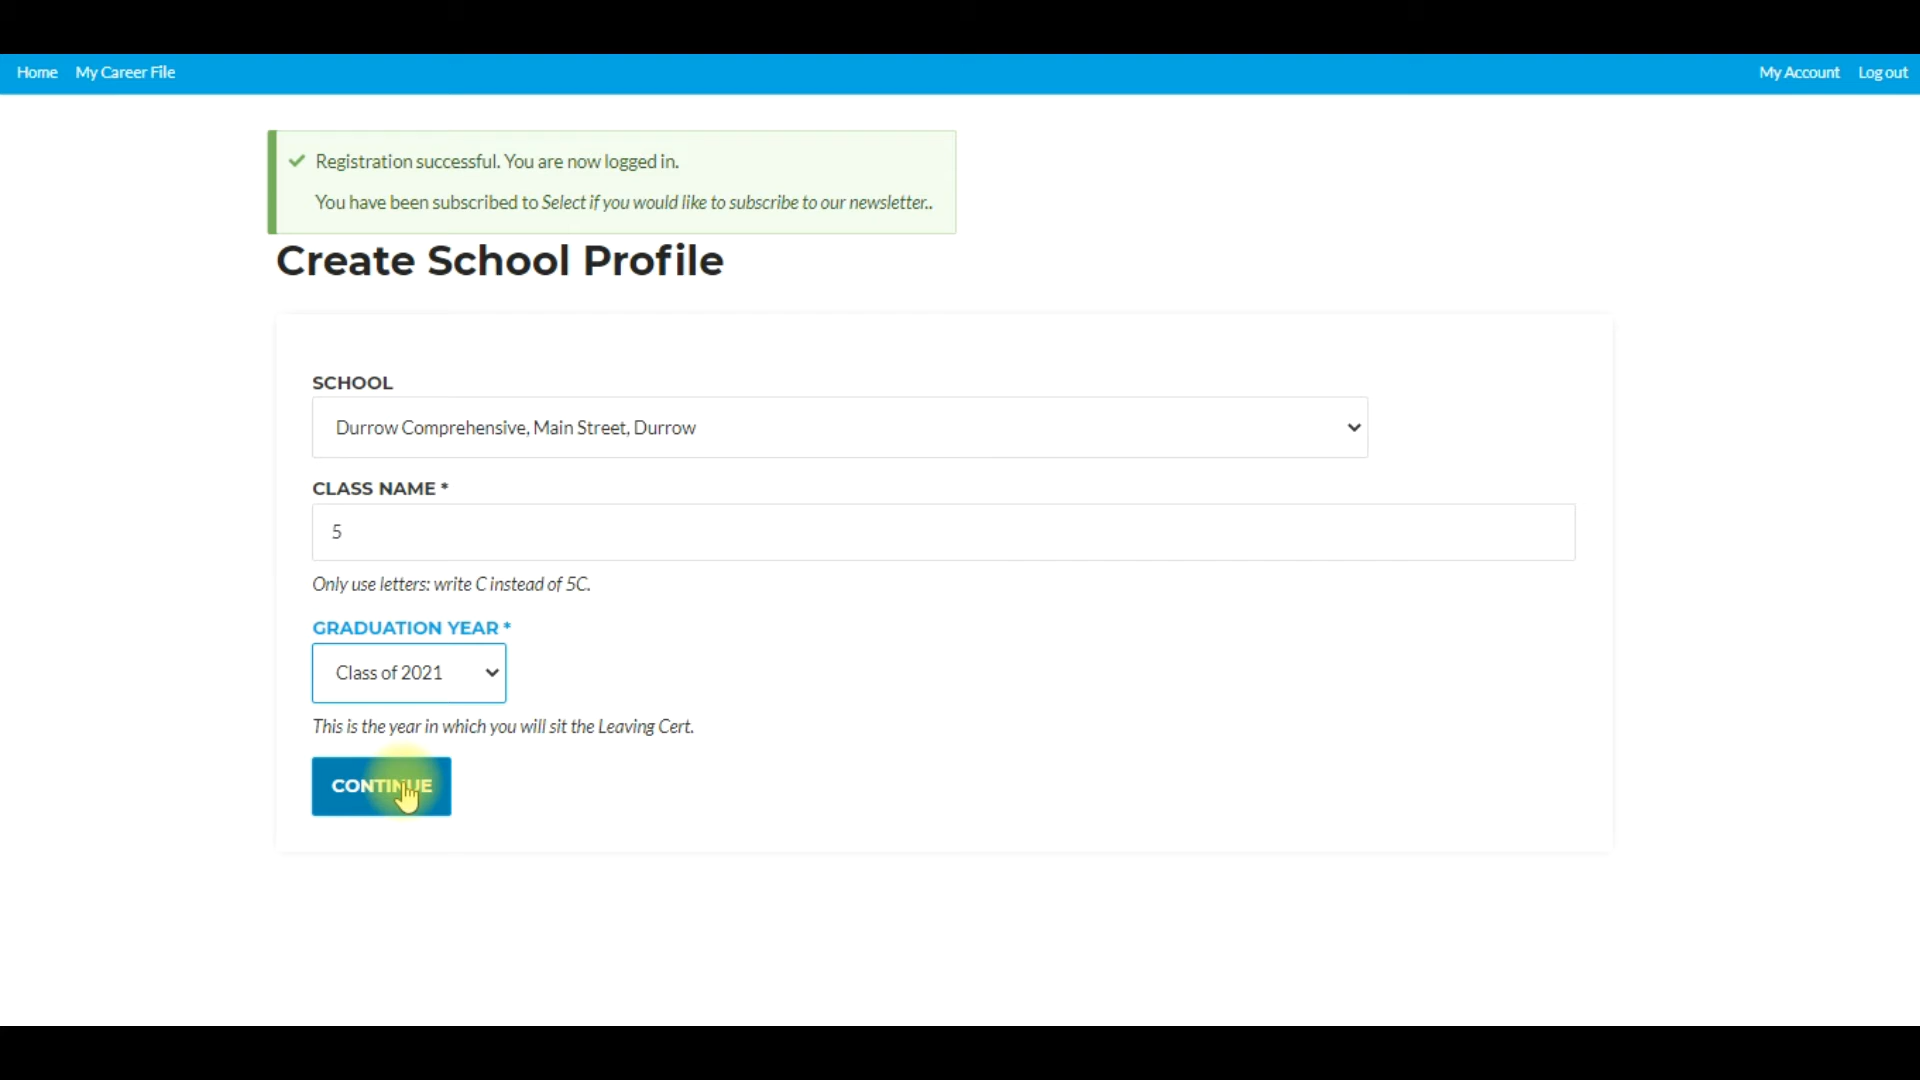 Home My Career File My Account Log out
Registration successful. You are now logged in.
You have been subscribed to Select if you would like to subscribe to our newsletter..
Create School Profile
SCHOOL
Durrow Comprehensive, Main Street, Durrow
CLASS NAME *
5
Only use letters: write C instead of 5C.
GRADUATION YEAR *
Class of 2021
This is the year in which you will sit the Leaving Cert.
CONTINUE